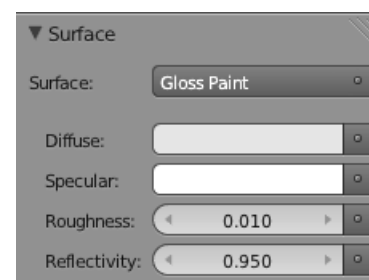 Surface
Surface: Gloss Paint
Diffuse:
Specular:
Roughness: 0.010
Reflectivity: 0.950